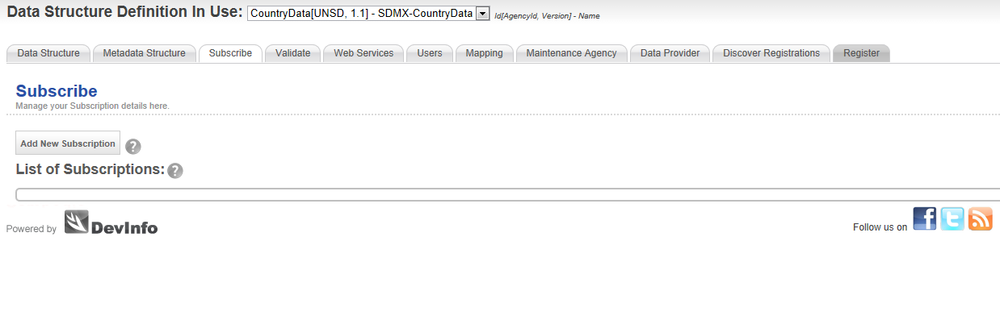 Data Structure Definition In Use: CountryData[UNSD, 1.1] - SDMX-CountryData Id[AgencyId, Version] - Name
Data Structure Metadata Structure Subscribe Validate Web Services Users Mapping Maintenance Agency Data Provider Discover Registrations Register
Subscribe
Manage your Subscription details here.
Add New Subscription ?
List of Subscriptions: ?
Powered by DevInfo Follow us on f t